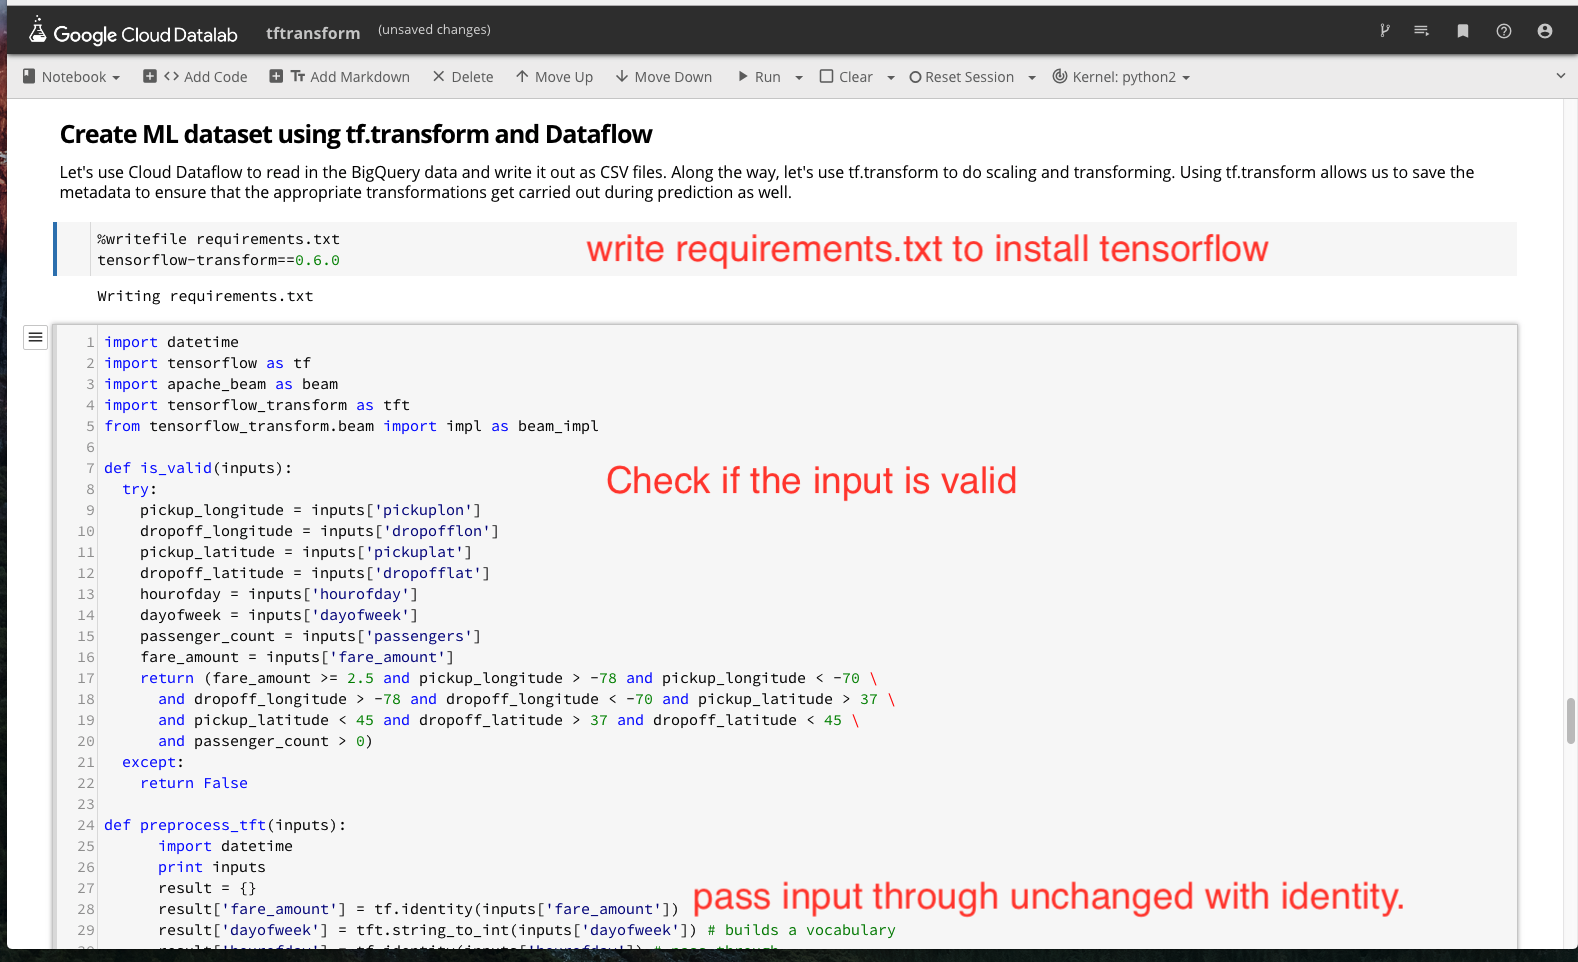 Google Cloud Datalab tftransform (unsaved changes)
Notebook Add Code Tт Add Markdown Delete Move Up Move Down Run Clear Reset Session Kernel: python2
Create ML dataset using tf.transform and Dataflow
Let's use Cloud Dataflow to read in the BigQuery data and write it out as CSV files. Along the way, let's use tf.transform to do scaling and transforming. Using tf.transform allows us to save the
metadata to ensure that the appropriate transformations get carried out during prediction as well.
%writefile requirements.txt
tensorflow-transform==0.6.0
write requirements.txt to install tensorflow
Writing requirements.txt
1 import datetime
2 import tensorflow as tf
3 import apache_beam as beam
4 import tensorflow_transform as tft
5 from tensorflow_transform.beam import impl as beam_impl
6
7 def is_valid(inputs):
Check if the input is valid
8   try:
9     pickup_longitude = inputs['pickuplon']
10     dropoff_longitude = inputs['dropofflon']
11     pickup_latitude = inputs['pickuplat']
12     dropoff_latitude = inputs['dropofflat']
13     hourofday = inputs['hourofday']
14     dayofweek = inputs['dayofweek']
15     passenger_count = inputs['passengers']
16     fare_amount = inputs['fare_amount']
17     return (fare_amount >= 2.5 and pickup_longitude > -78 and pickup_longitude < -70 \
18       and dropoff_longitude > -78 and dropoff_longitude < -70 and pickup_latitude > 37 \
19       and pickup_latitude < 45 and dropoff_latitude > 37 and dropoff_latitude < 45 \
20       and passenger_count > 0)
21   except:
22     return False
23
24 def preprocess_tft(inputs):
25       import datetime
26       print inputs
27       result = {}
28       result['fare_amount'] = tf.identity(inputs['fare_amount'])
pass input through unchanged with identity.
29       result['dayofweek'] = tft.string_to_int(inputs['dayofweek']) # builds a vocabulary